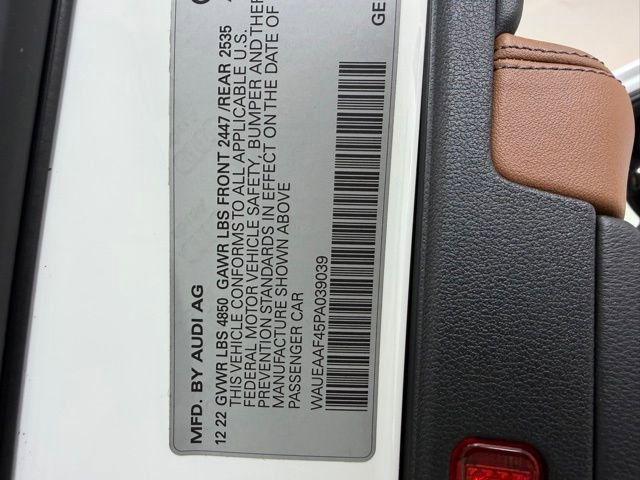 MFD. BY AUDI AG
12 22 GVWR LBS 4850 GAWR LBS FRONT 2447 /REAR 2535
THIS VEHICLE CONFORMS TO ALL APPLICABLE U.S.
FEDERAL MOTOR VEHICLE SAFETY, BUMPER AND THEF
PREVENTION STANDARDS IN EFFECT ON THE DATE OF
MANUFACTURE SHOWN ABOVE
PASSENGER CAR
WAUEAAF45PA039039
GE